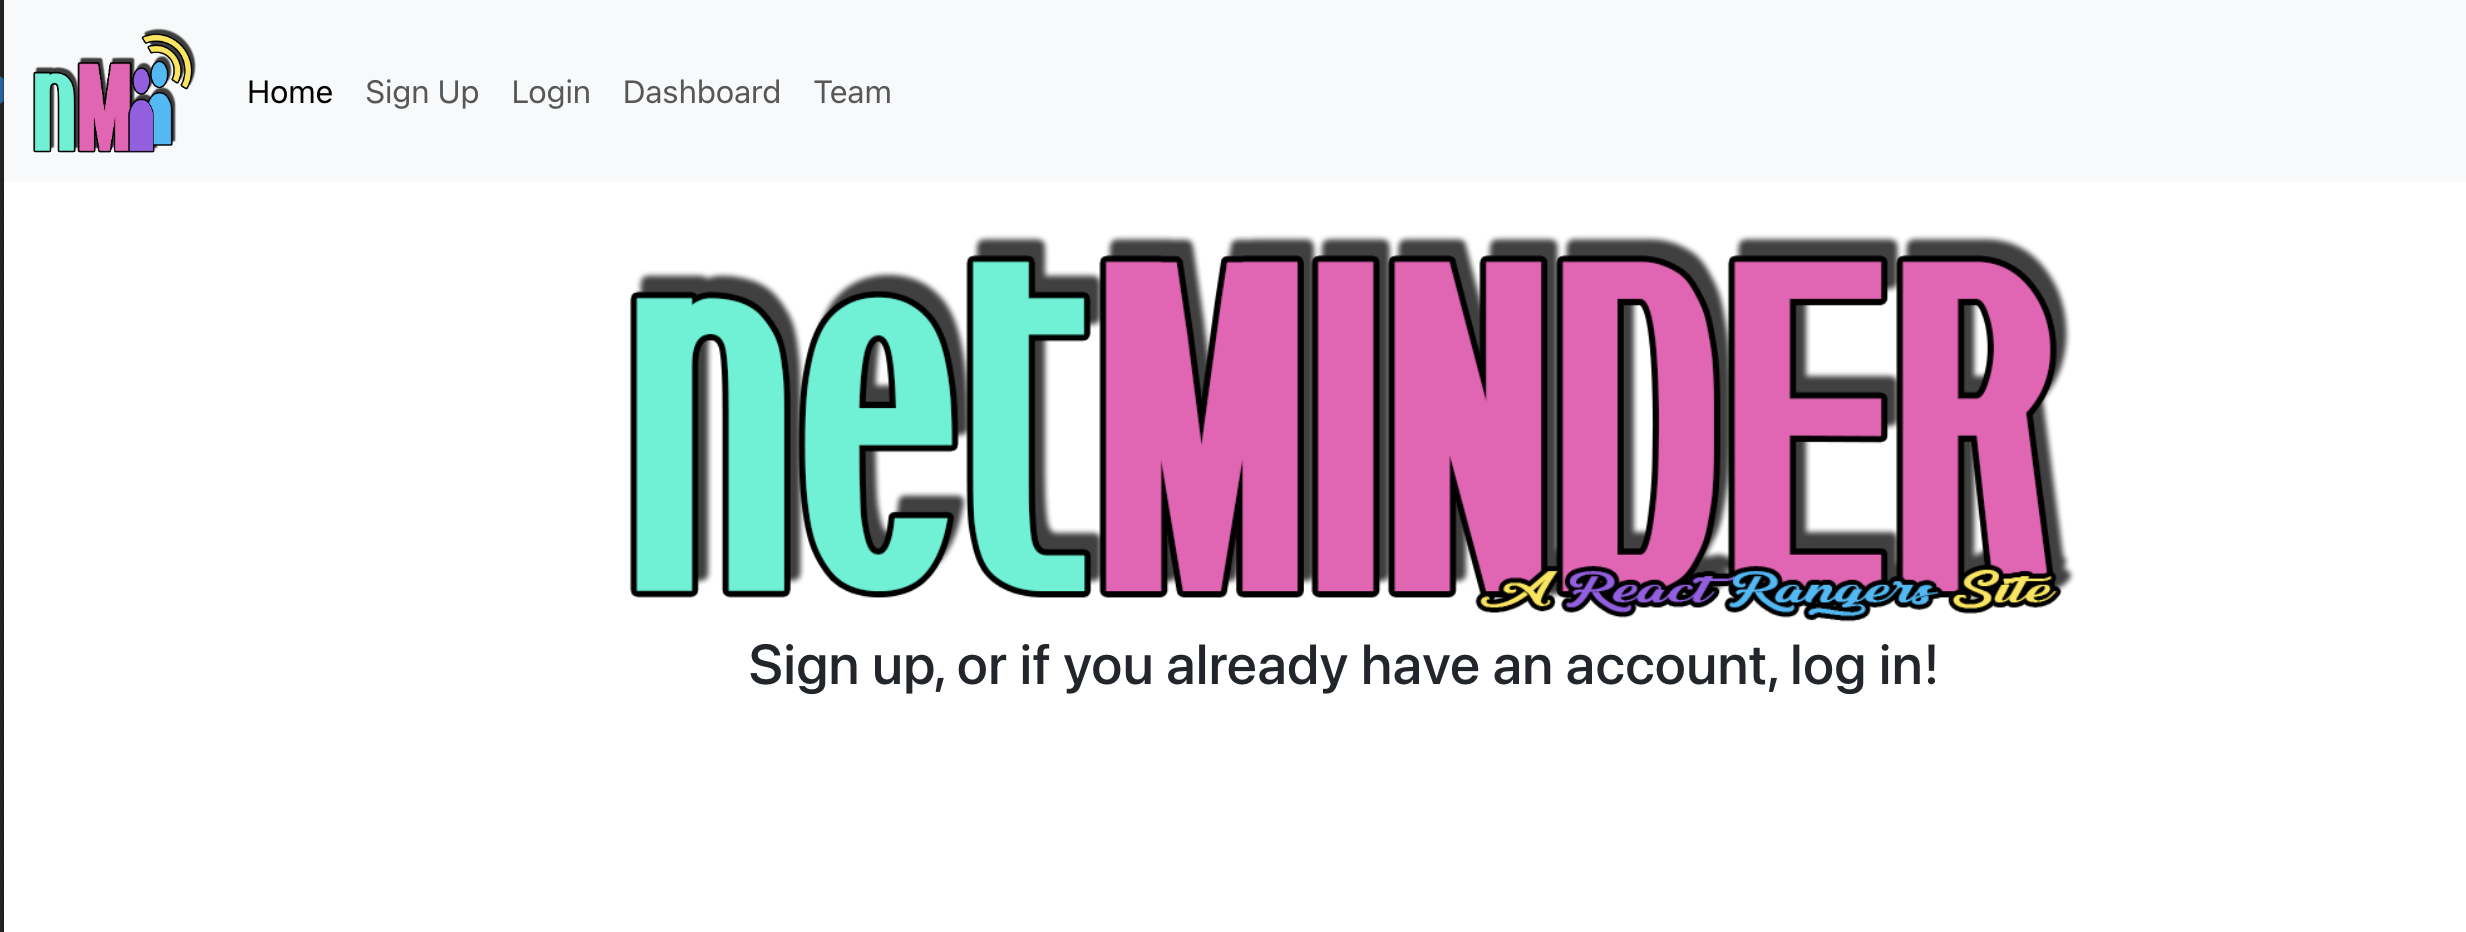 nM
Home Sign Up Login Dashboard Team
netMINDER
A React Rangers Site
Sign up, or if you already have an account, log in!